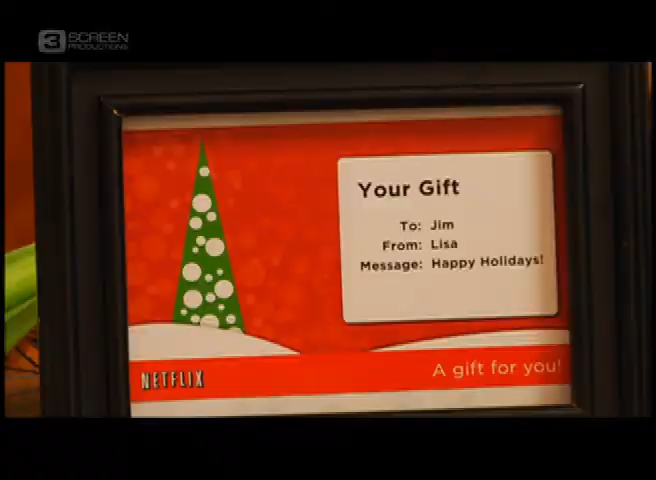 3 SCREEN
PRODUCTIONS
Your Gift
To: Jim
From: Lisa
Message: Happy Holidays!
NETFLIX
A gift for you!